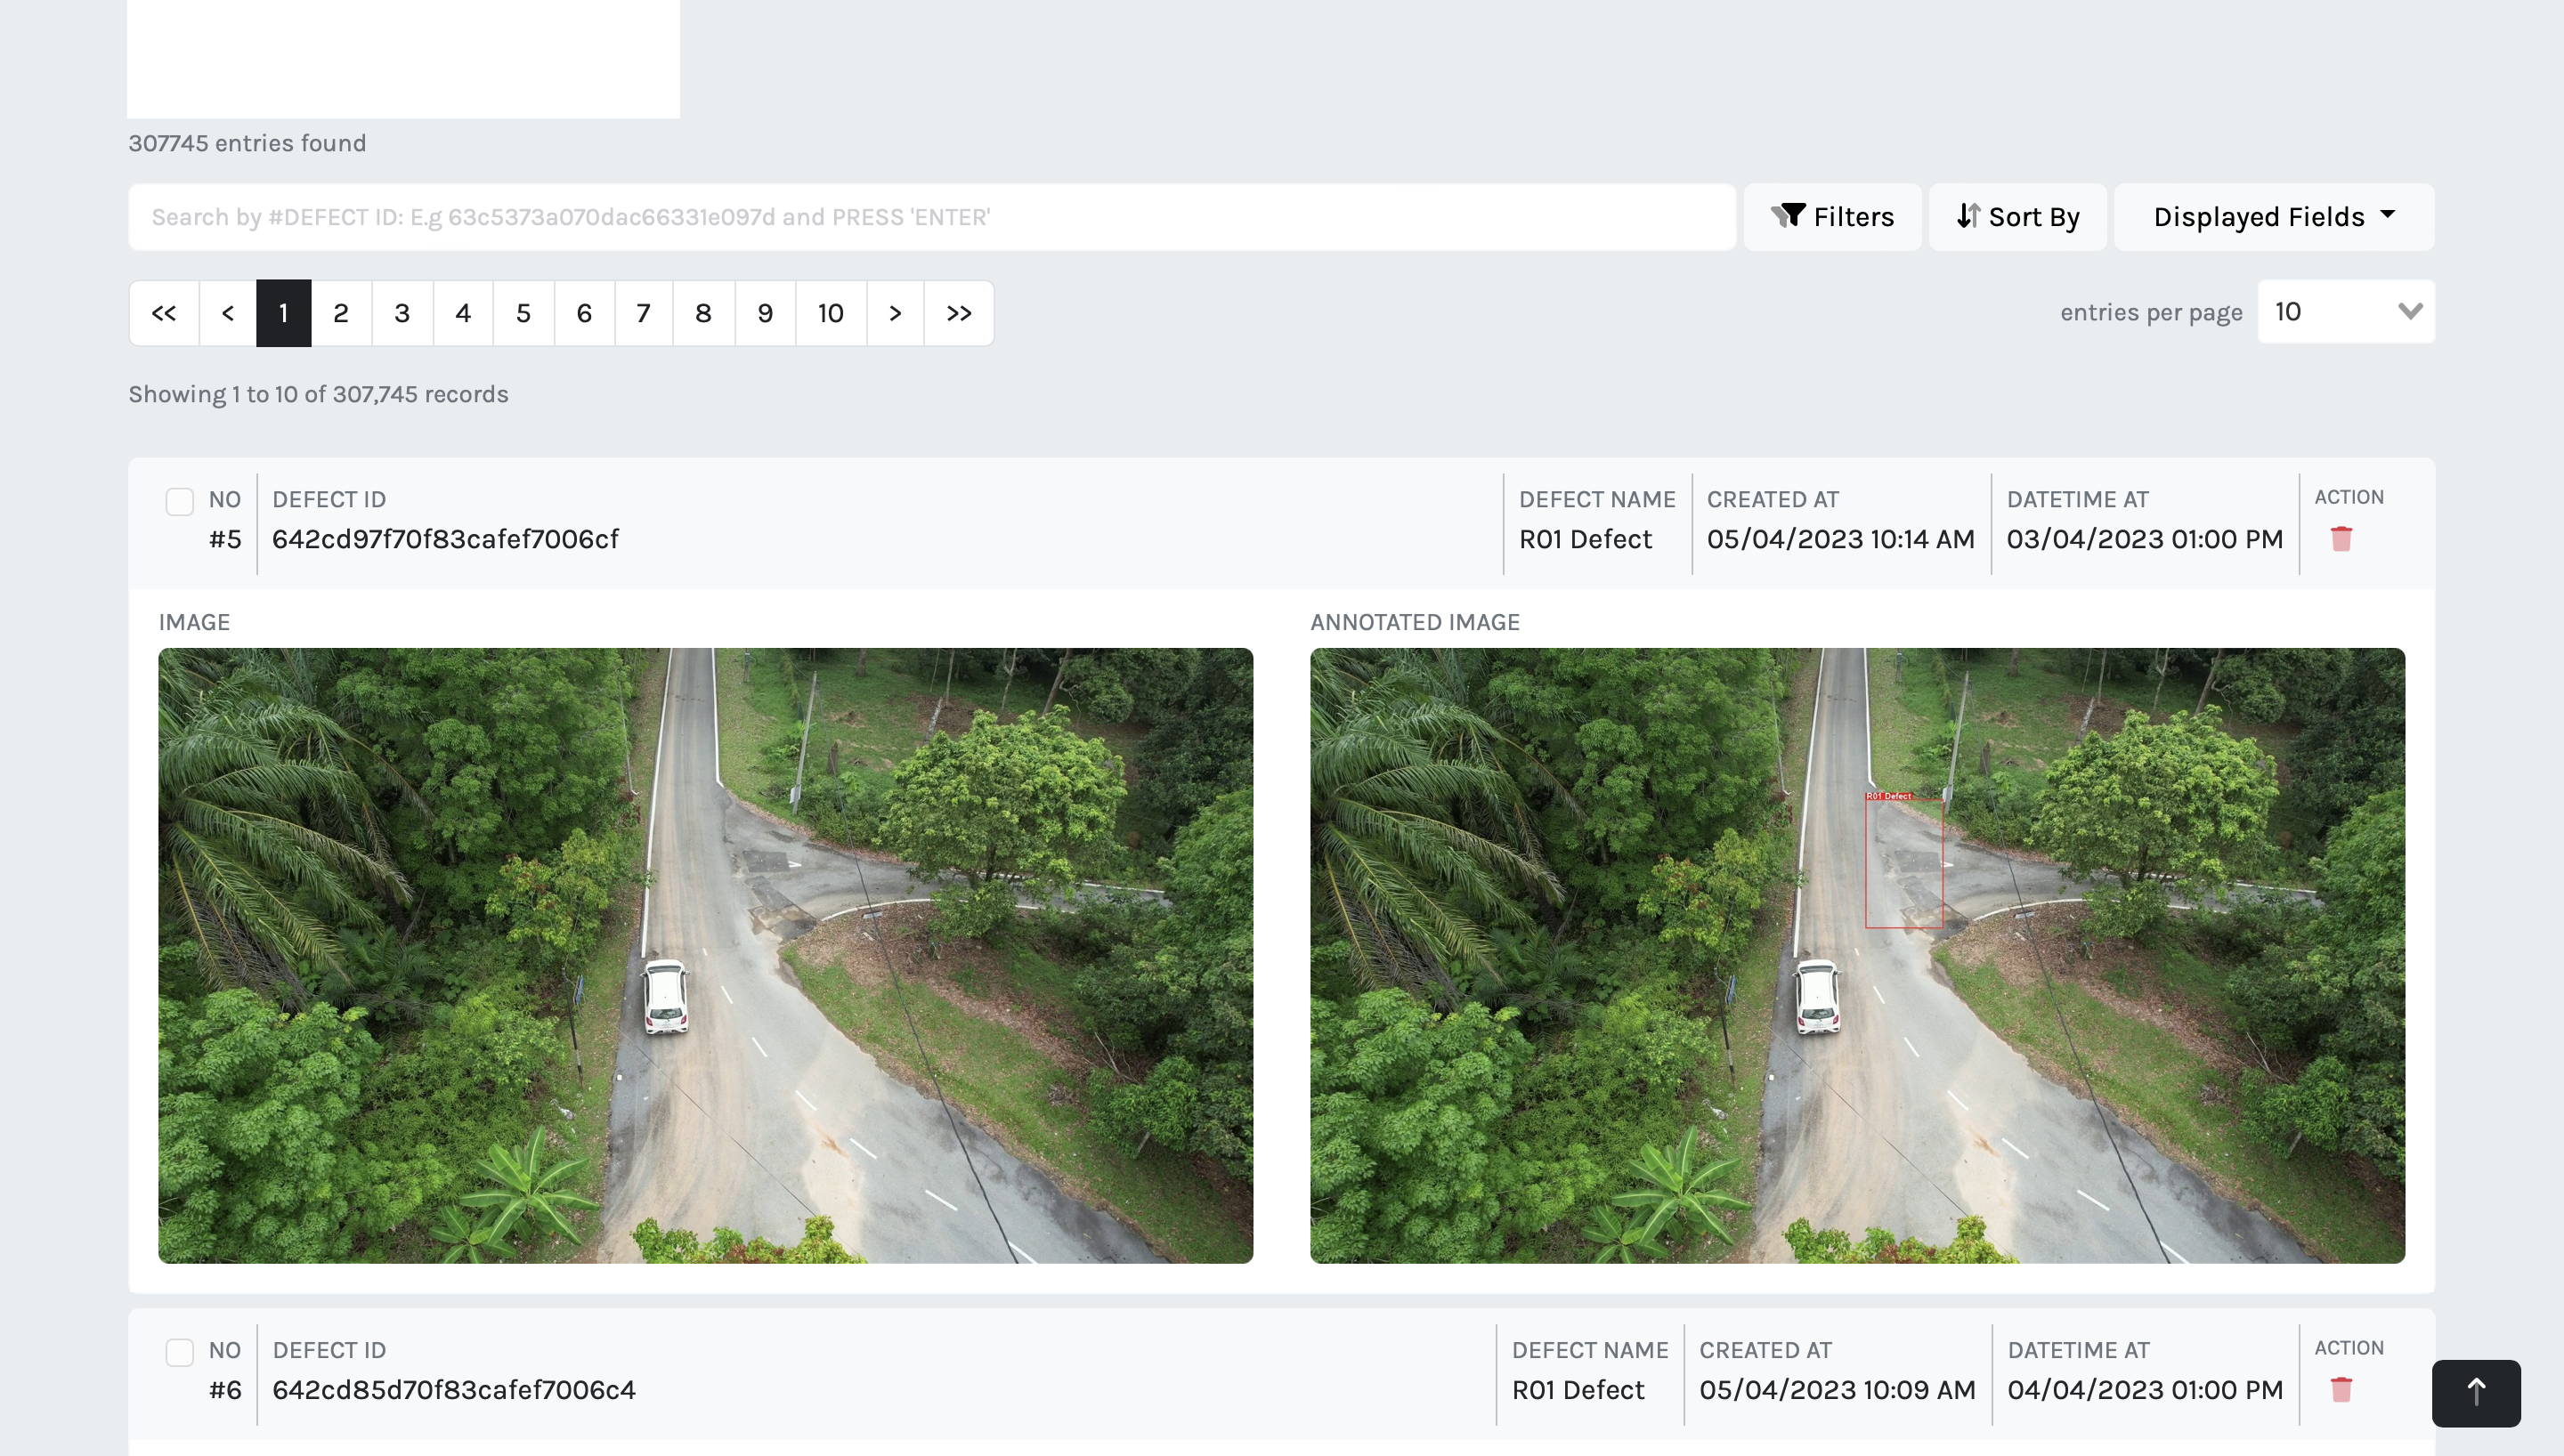 307745 entries found
Search by #DEFECT ID: E.g 63c5373a070dac66331e097d and PRESS 'ENTER'
Filters
Sort By
Displayed Fields
<< < 1 2 3 4 5 6 7 8 9 10 > >>
entries per page 10
Showing 1 to 10 of 307,745 records
NO DEFECT ID DEFECT NAME CREATED AT DATETIME AT ACTION
#5 642cd97f70f83cafef7006cf R01 Defect 05/04/2023 10:14 AM 03/04/2023 01:00 PM
IMAGE
ANNOTATED IMAGE
R01 Defect
NO DEFECT ID DEFECT NAME CREATED AT DATETIME AT ACTION
#6 642cd85d70f83cafef7006c4 R01 Defect 05/04/2023 10:09 AM 04/04/2023 01:00 PM